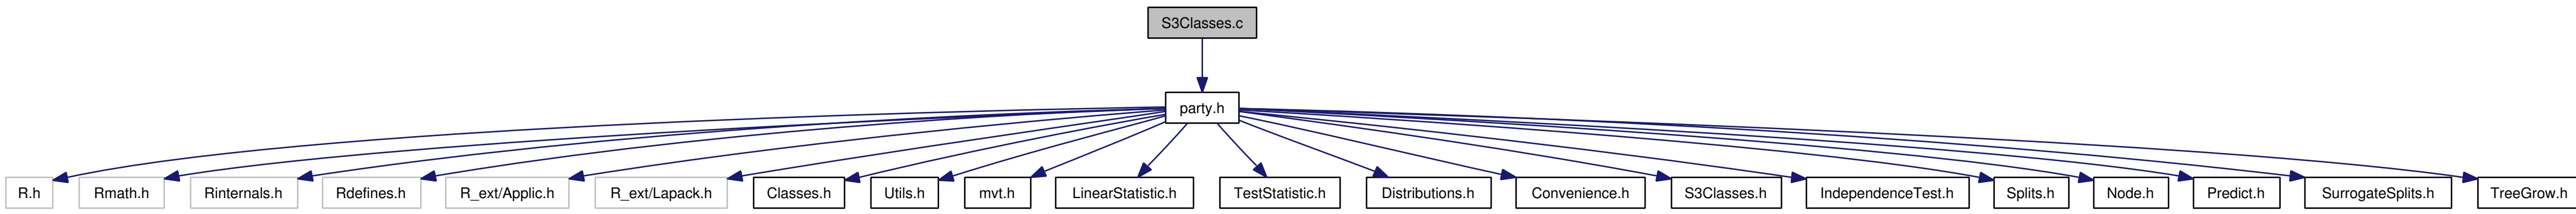 S3Classes.c
party.h
R.h
Rmath.h
Rinternals.h
Rdefines.h
R_ext/Applic.h
R_ext/Lapack.h
Classes.h
Utils.h
mvt.h
LinearStatistic.h
TestStatistic.h
Distributions.h
Convenience.h
S3Classes.h
IndependenceTest.h
Splits.h
Node.h
Predict.h
SurrogateSplits.h
TreeGrow.h